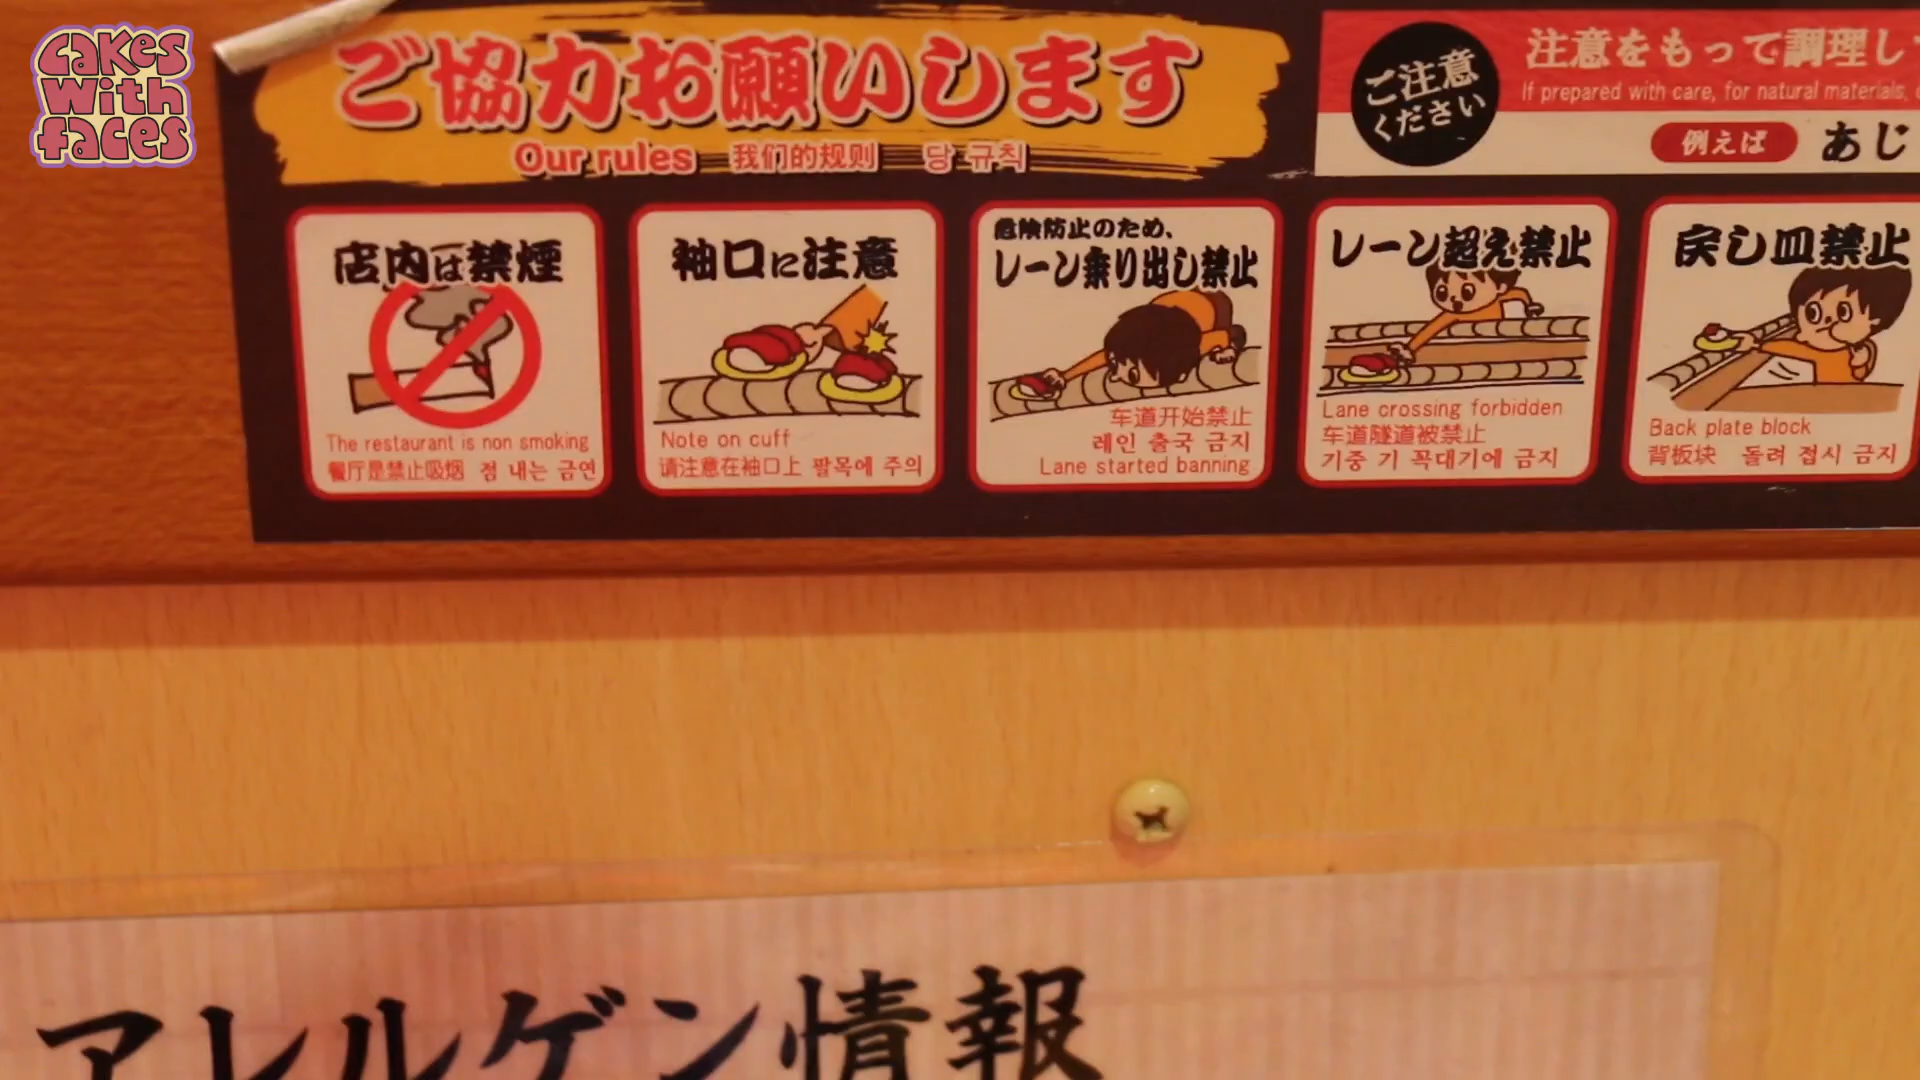 cakes
with
faces
ご協力お願いします
Our rules 我们的规则 당 규칙
店内は禁煙
The restaurant is non smoking
餐厅是禁止吸烟 점 내는 금연
袖口に注意
Note on cuff
请注意在袖口上 팔목에 주의
危険防止のため、
レーン乗り出し禁止
车道开始禁止
레인 출국 금지
Lane started banning
レーン超え禁止
Lane crossing forbidden
车道隧道被禁止
기중 기 꼭대기에 금지
戻し皿禁止
Back plate block
背板块 돌려 접시 금지
ご注意
ください
注意をもって調理し
If prepared with care, for natural materials,
例えば あじ
アレルゲン情報